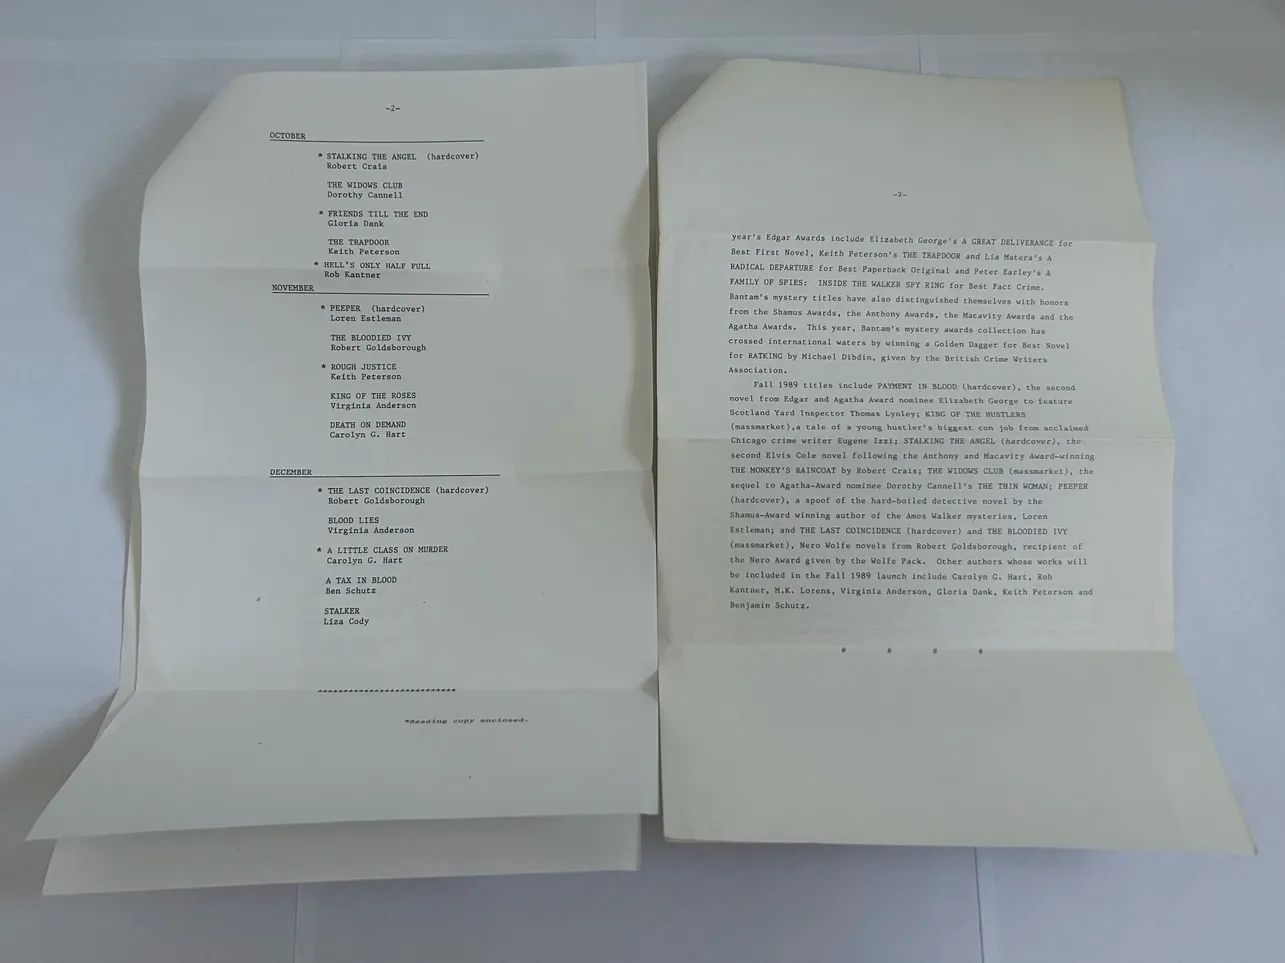 -2-
OCTOBER
* STALKING THE ANGEL (hardcover)
Robert Crais
THE WIDOWS CLUB
Dorothy Cannell
* FRIENDS TILL THE END
Gloria Dank
THE TRAPDOOR
Keith Peterson
* HELL'S ONLY HALF FULL
Rob Kantner
NOVEMBER
* PEEPER (hardcover)
Loren Estleman
THE BLOODIED IVY
Robert Goldsborough
* ROUGH JUSTICE
Keith Peterson
KING OF THE ROSES
Virginia Anderson
DEATH ON DEMAND
Carolyn G. Hart
DECEMBER
* THE LAST COINCIDENCE (hardcover)
Robert Goldsborough
BLOOD LIES
Virginia Anderson
* A LITTLE CLASS ON MURDER
Carolyn G. Hart
A TAX IN BLOOD
Ben Schutz
STALKER
Liza Cody
*Reading copy enclosed.
-2-
year's Edgar Awards include Elizabeth George's A GREAT DELIVERANCE for
Best First Novel, Keith Peterson's THE TRAPDOOR and Lia Matera's A
RADICAL DEPARTURE for Best Paperback Original and Peter Earley's A
FAMILY OF SPIES: INSIDE THE WALKER SPY RING for Best Fact Crime.
Bantam's mystery titles have also distinguished themselves with honors
from the Shamus Awards, the Anthony Awards, the Macavity Awards and the
Agatha Awards. This year, Bantam's mystery awards collection has
crossed international waters by winning a Golden Dagger for Best Novel
for RATKING by Michael Dibdin, given by the British Crime Writers
Association.
Fall 1989 titles include PAYMENT IN BLOOD (hardcover), the second
novel from Edgar and Agatha Award nominee Elizabeth George to feature
Scotland Yard Inspector Thomas Lynley; KING OF THE HUSTLERS
(massmarket),a tale of a young hustler's biggest con job from acclaimed
Chicago crime writer Eugene Izzi; STALKING THE ANGEL (hardcover), the
second Elvis Cole novel following the Anthony and Macavity Award-winning
THE MONKEY'S RAINCOAT by Robert Crais; THE WIDOWS CLUB (massmarket), the
sequel to Agatha-Award nominee Dorothy Cannell's THE THIN WOMAN; PEEPER
(hardcover), a spoof of the hard-boiled detective novel by the
Shamus-Award winning author of the Amos Walker mysteries, Loren
Estleman; and THE LAST COINCIDENCE (hardcover) and THE BLOODIED IVY
(massmarket), Nero Wolfe novels from Robert Goldsborough, recipient of
the Nero Award given by the Wolfe Pack. Other authors whose works will
be included in the Fall 1989 launch include Carolyn G. Hart, Rob
Kantner, M.K. Lorens, Virginia Anderson, Gloria Dank, Keith Peterson and
Benjamin Schutz.
# # # #